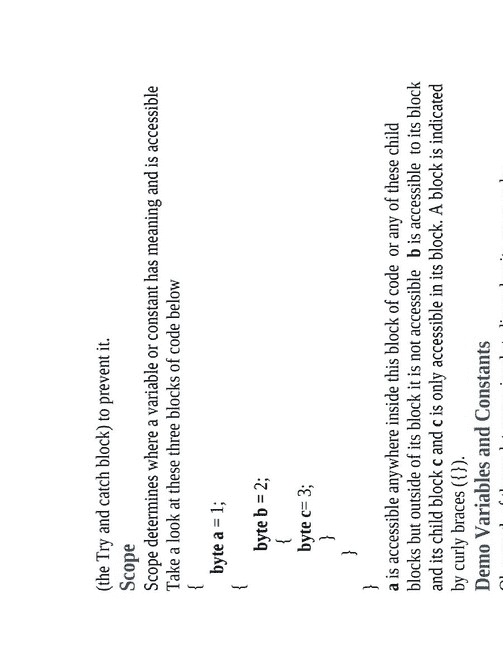 (the Try and catch block) to prevent it.
Scope
Scope determines where a variable or constant has meaning and is accessible
Take a look at these three blocks of code below
{
byte a = 1;
{
byte b = 2;
{
byte c= 3;
}
}
}
a is accessible anywhere inside this block of code or any of these child
blocks but outside of its block it is not accessible b is accessible to its block
and its child block c and c is only accessible in its block. A block is indicated
by curly braces ({}).
Demo Variables and Constants